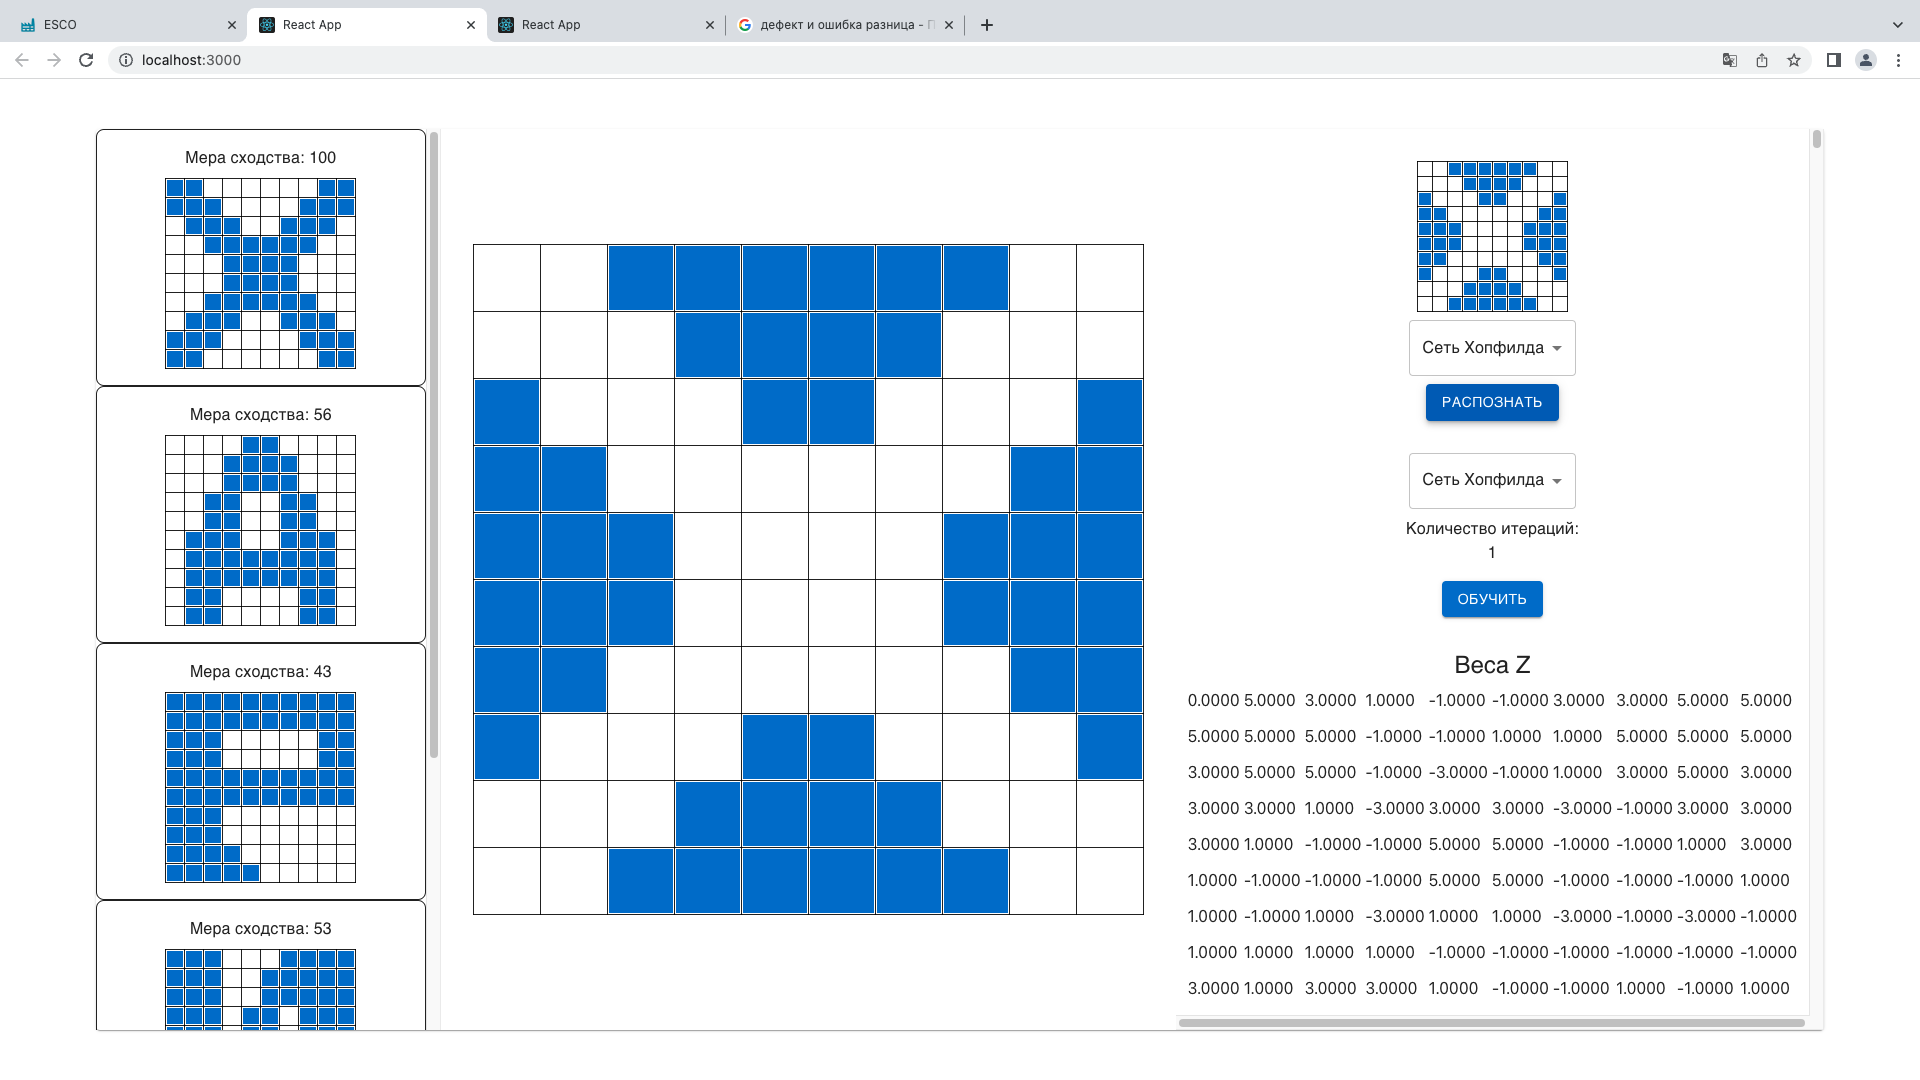 ESCO
React App
React App
дефект и ошибка разница -
localhost:3000
Мера сходства: 100
Мера сходства: 56
Мера сходства: 43
Мера сходства: 53
Сеть Хопфилда
РАСПОЗНАТЬ
Сеть Хопфилда
Количество итераций:
1
ОБУЧИТЬ
Веса Z
0.0000 5.0000 3.0000 1.0000 -1.0000 -1.0000 3.0000 3.0000 5.0000 5.0000
5.0000 5.0000 5.0000 -1.0000 -1.0000 1.0000 1.0000 5.0000 5.0000 5.0000
3.0000 5.0000 5.0000 -1.0000 -3.0000 -1.0000 1.0000 3.0000 5.0000 3.0000
3.0000 3.0000 1.0000 -3.0000 3.0000 3.0000 -3.0000 -1.0000 3.0000 3.0000
3.0000 1.0000 -1.0000 -1.0000 5.0000 5.0000 -1.0000 -1.0000 1.0000 3.0000
1.0000 -1.0000 -1.0000 -1.0000 5.0000 5.0000 -1.0000 -1.0000 -1.0000 1.0000
1.0000 -1.0000 1.0000 -3.0000 1.0000 1.0000 -3.0000 -1.0000 -3.0000 -1.0000
1.0000 1.0000 1.0000 1.0000 -1.0000 -1.0000 -1.0000 -1.0000 -1.0000 -1.0000
3.0000 1.0000 3.0000 3.0000 1.0000 -1.0000 -1.0000 1.0000 -1.0000 1.0000